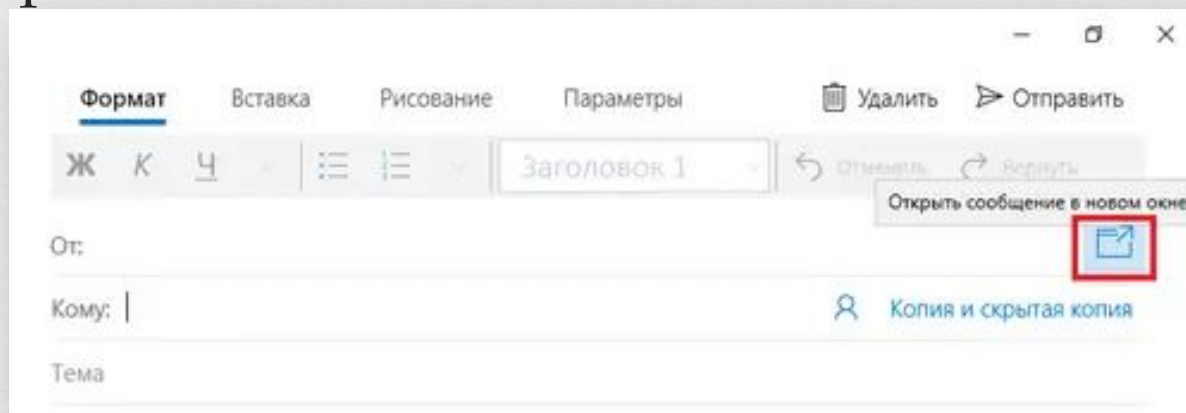 Формат Вставка Рисование Параметры Удалить Отправить
Ж К Ч Заголовок 1 Отменить Вернуть
Открыть сообщение в новом окне
От:
Кому: Копия и скрытая копия
Тема